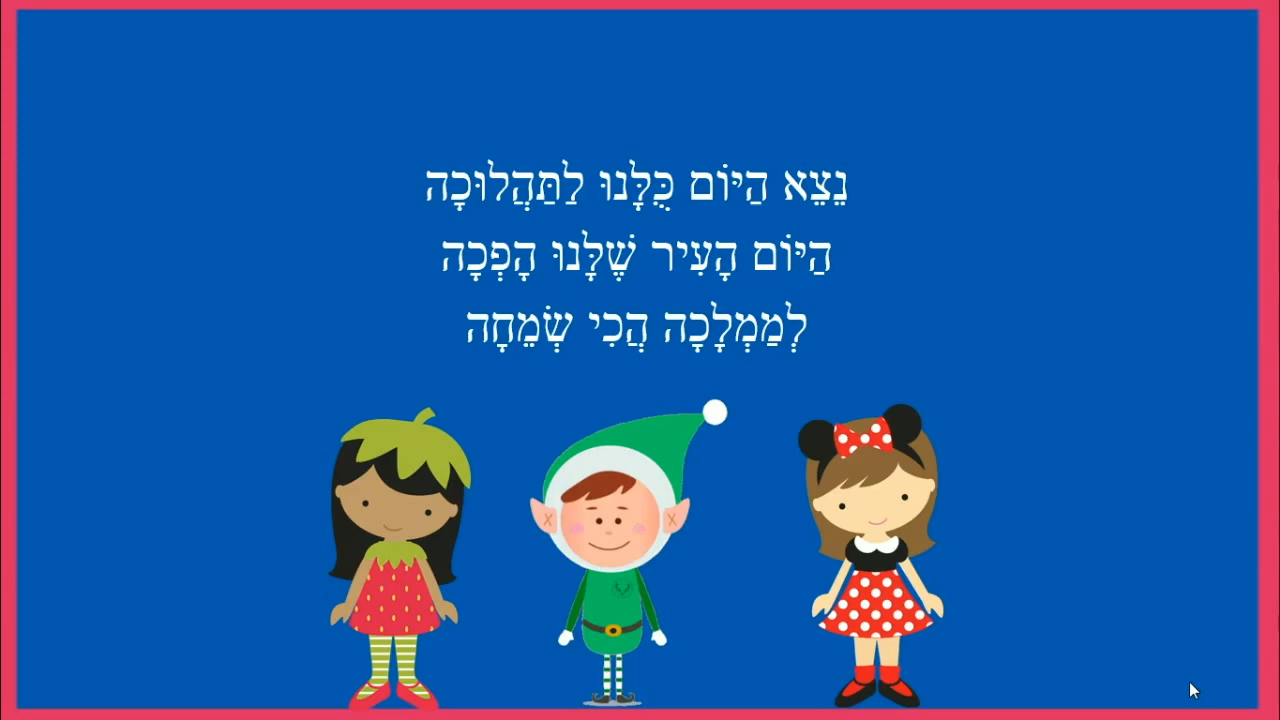 נֵצֵא הַיּוֹם כֻּלָּנוּ לַתַּהֲלוּכָה
הַיּוֹם הָעִיר שֶׁלָּנוּ הָפְכָה
לְמַמְלָכָה הֲכִי שְׂמֵחָה